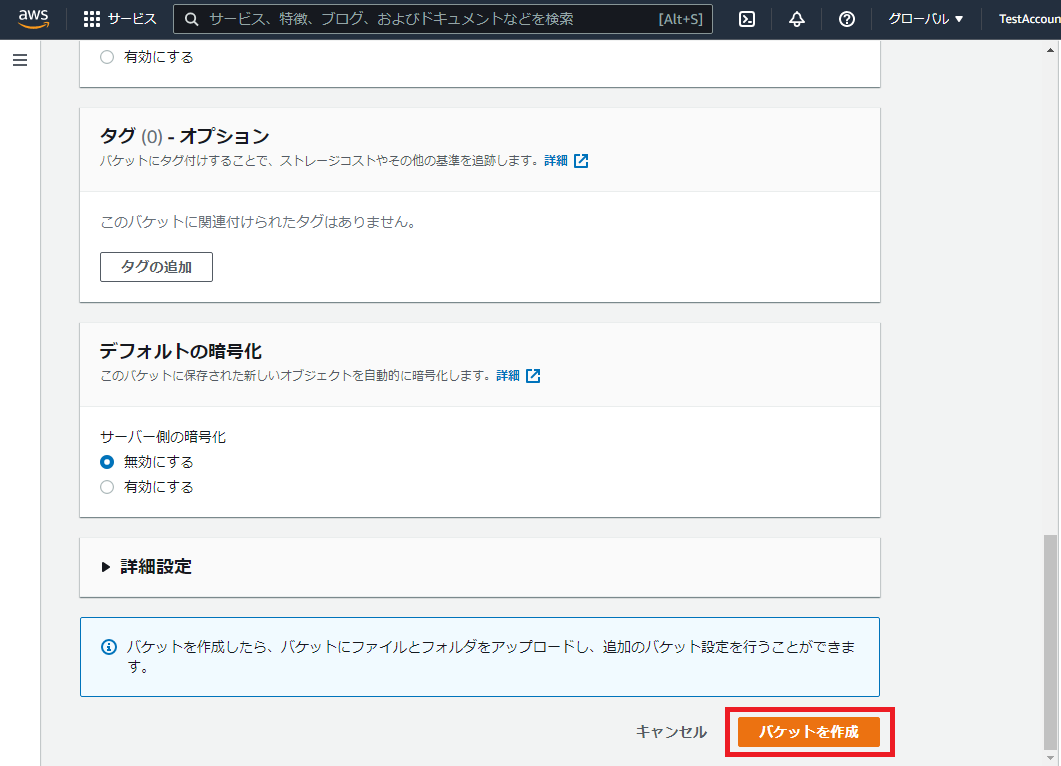 aws サービス サービス、特徴、ブログ、およびドキュメントなどを検索 [Alt+S] グローバル ▼ TestAccoun
有効にする
タグ (0) - オプション
バケットにタグ付けすることで、ストレージコストやその他の基準を追跡します。詳細
このバケットに関連付けられたタグはありません。
タグの追加
デフォルトの暗号化
このバケットに保存された新しいオブジェクトを自動的に暗号化します。詳細
サーバー側の暗号化
無効にする
有効にする
詳細設定
バケットを作成したら、バケットにファイルとフォルダをアップロードし、追加のバケット設定を行うことができま
す。
キャンセル バケットを作成